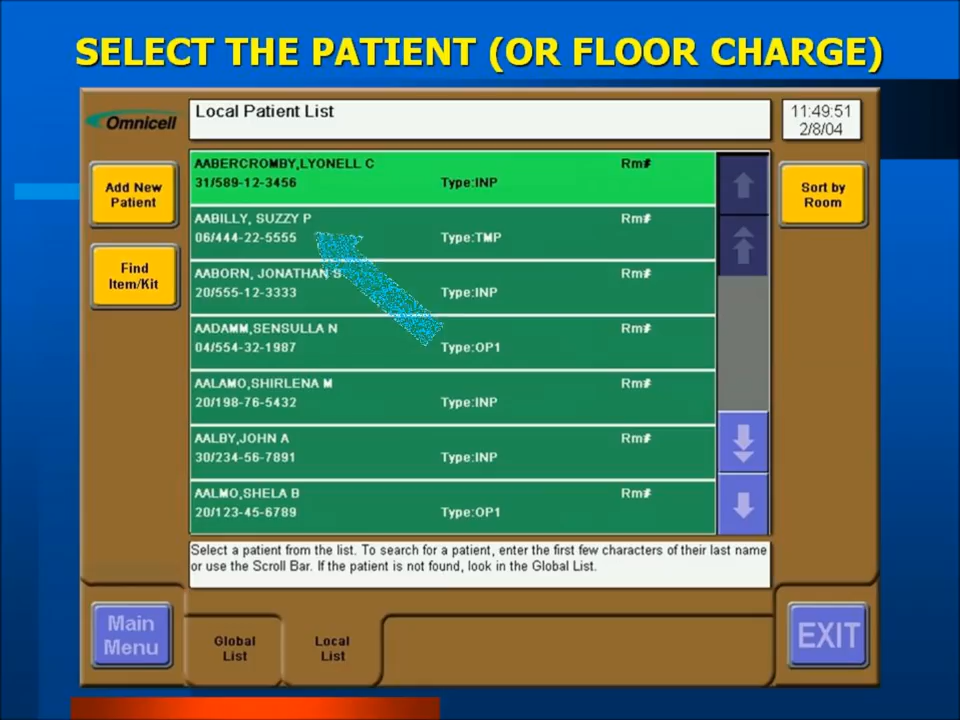 SELECT THE PATIENT (OR FLOOR CHARGE)
Omnicell
Local Patient List
11:49:51
2/8/04
Add New
Patient
Find
Item/Kit
AABERCROMBY,LYONELL C Rm#
31/589-12-3456 Type:INP
AABILLY, SUZZY P Rm#
06/444-22-5555 Type:TMP
AABORN, JONATHAN S Rm#
20/555-12-3333 Type:INP
AADAMM,SENSULLA N Rm#
04/554-32-1987 Type:OP1
AALAMO,SHIRLENA M Rm#
20/198-76-5432 Type:INP
AALBY,JOHN A Rm#
30/234-56-7891 Type:INP
AALMO,SHELA B Rm#
20/123-45-6789 Type:OP1
Sort by
Room
Select a patient from the list. To search for a patient, enter the first few characters of their last name
or use the Scroll Bar. If the patient is not found, look in the Global List.
Main
Menu
Global
List
Local
List
EXIT